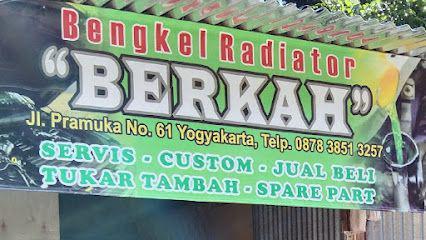 Bengkel Radiator
"BERKAH"
Jl. Pramuka No. 61 Yogyakarta, Telp. 0878 3851 3257
SERVIS - CUSTOM - JUAL BELI
TUKAR TAMBAH - SPARE PART